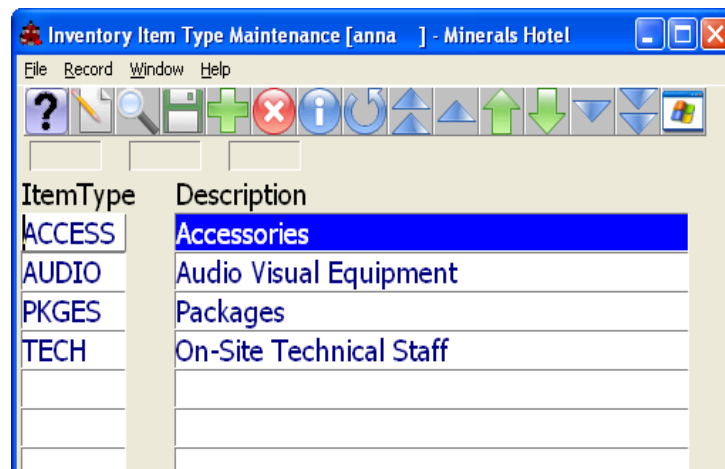 Inventory Item Type Maintenance [anna    ] - Minerals Hotel
File Record Window Help
ItemType Description
ACCESS Accessories
AUDIO Audio Visual Equipment
PKGES Packages
TECH On-Site Technical Staff